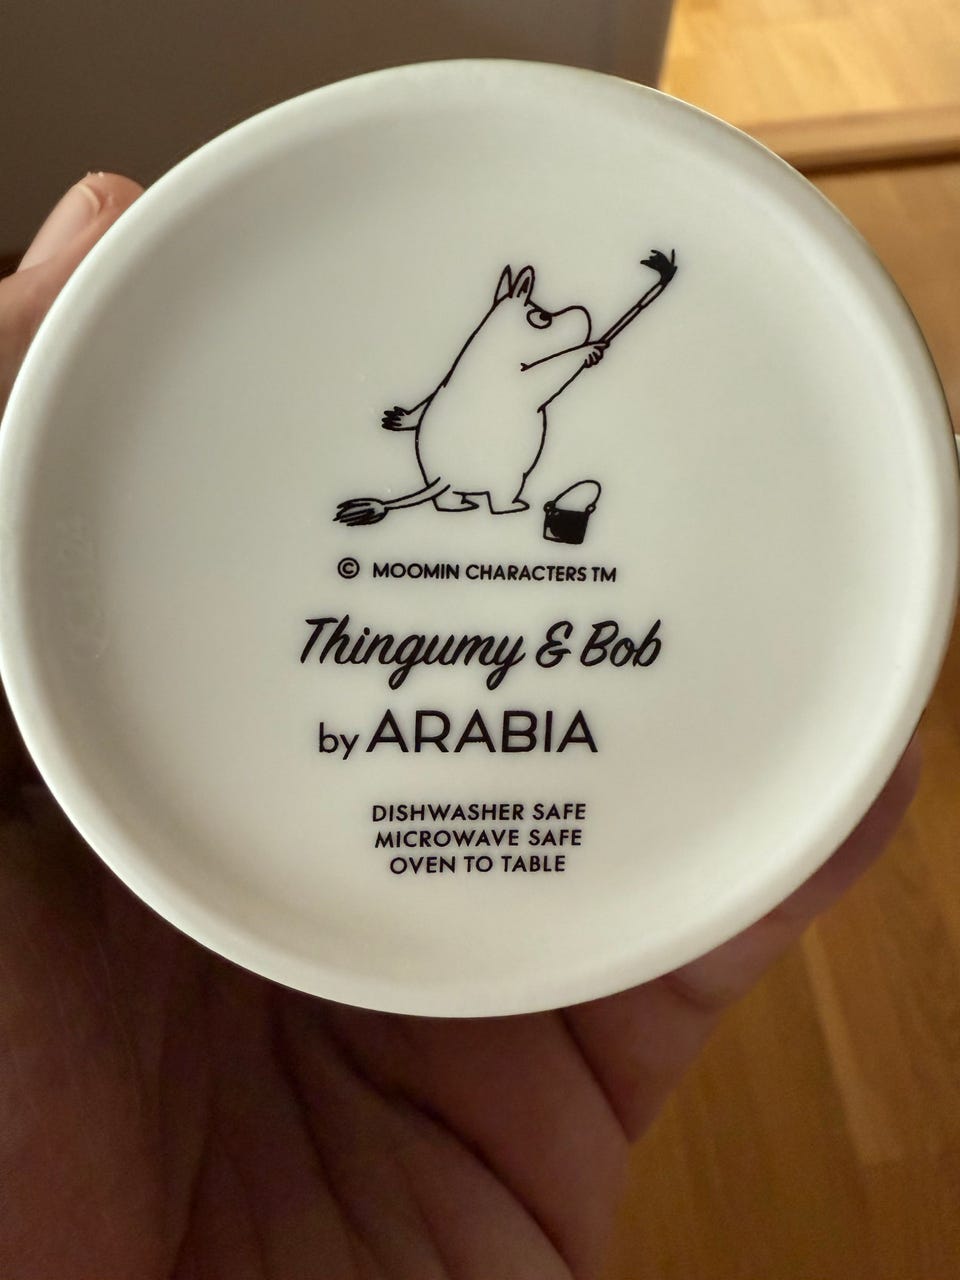 © MOOMIN CHARACTERS TM
Thingumy & Bob
by ARABIA
DISHWASHER SAFE
MICROWAVE SAFE
OVEN TO TABLE